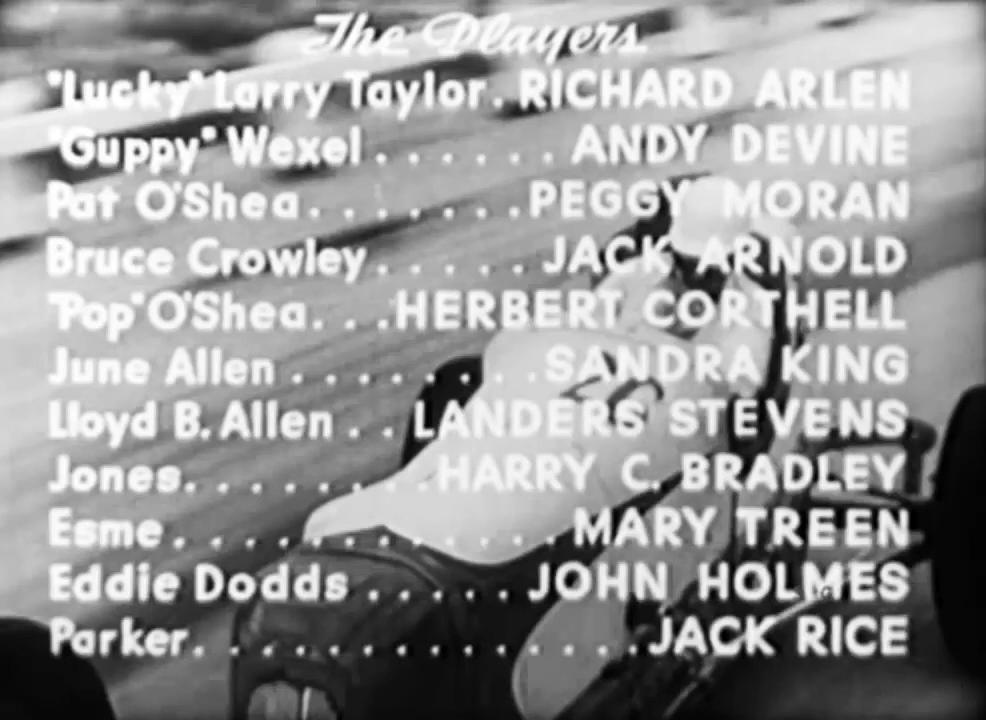 The Players
"Lucky" Larry Taylor. RICHARD ARLEN
"Guppy" Wexel . . . . . . ANDY DEVINE
Pat O'Shea. . . . . . . PEGGY MORAN
Bruce Crowley . . . . . JACK ARNOLD
"Pop" O'Shea. . . HERBERT CORTHELL
June Allen . . . . . . . . SANDRA KING
Lloyd B. Allen . . LANDERS STEVENS
Jones. . . . . . . . HARRY C. BRADLEY
Esme . . . . . . . . . . . . MARY TREEN
Eddie Dodds . . . . . JOHN HOLMES
Parker. . . . . . . . . . . . . . JACK RICE